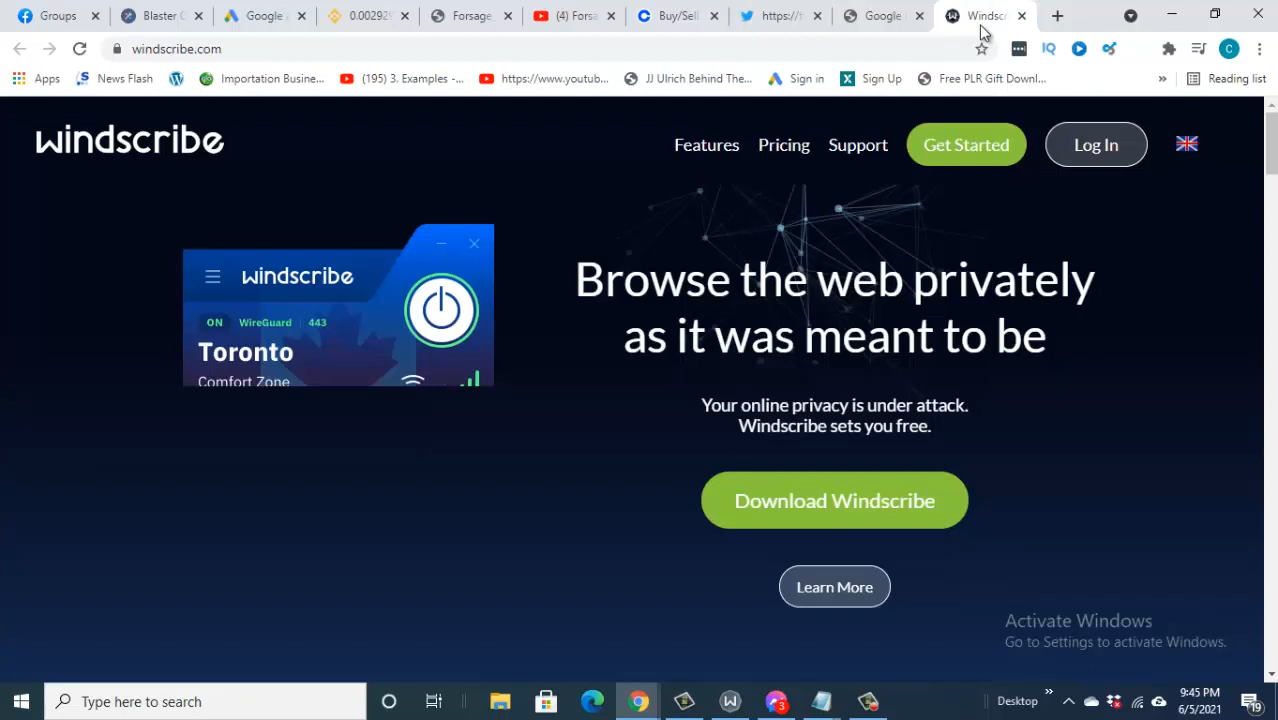 Groups
Blaster C
Google A
0.00292
Forsage
(4) Forsa
Buy/Sell
https://t
Google
Windscr
windscribe.com
Apps
News Flash
Importation Busine...
(195) 3. Examples -...
https://www.youtub...
JJ Ulrich Behind The...
Sign in
Sign Up
Free PLR Gift Downl...
»
Reading list
windscribe
Features
Pricing
Support
Get Started
Log In
windscribe
ON WireGuard 443
Toronto
Comfort Zone
Browse the web privately
as it was meant to be
Your online privacy is under attack.
Windscribe sets you free.
Download Windscribe
Learn More
Activate Windows
Go to Settings to activate Windows.
Type here to search
3
Desktop
»
9:45 PM
6/5/2021
19